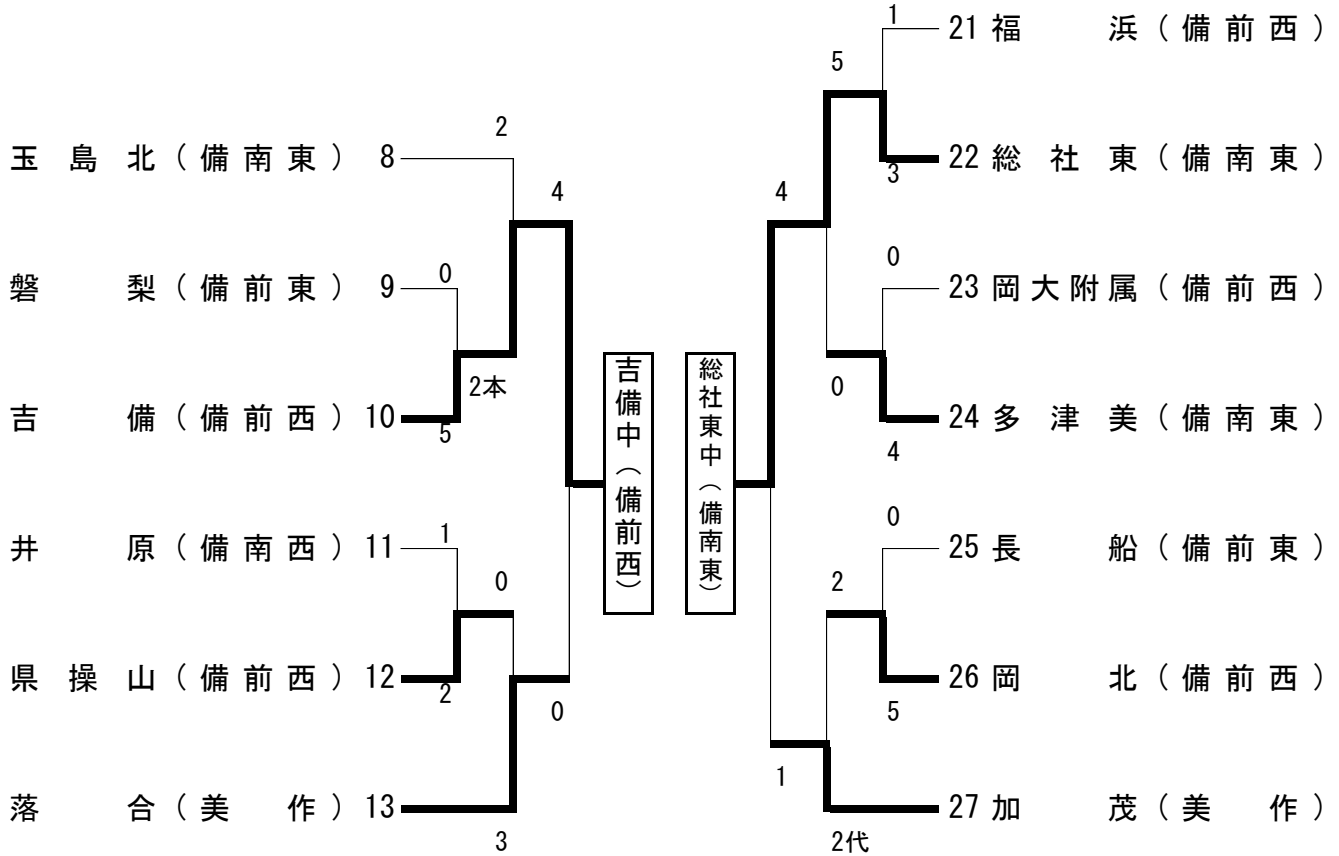 玉島北（備南東） 8
2
4
磐梨（備前東） 9
0
吉備（備前西） 10
5
2本
井原（備南西） 11
1
0
県操山（備前西） 12
2
0
落合（美作） 13
3
吉備中（備前西）
総社東中（備南東）
1
21 福浜（備前西）
5
22 総社東（備南東）
3
4
0
23 岡大附属（備前西）
0
24 多津美（備南東）
4
0
25 長船（備前東）
2
26 岡北（備前西）
5
1
27 加茂（美作）
2代